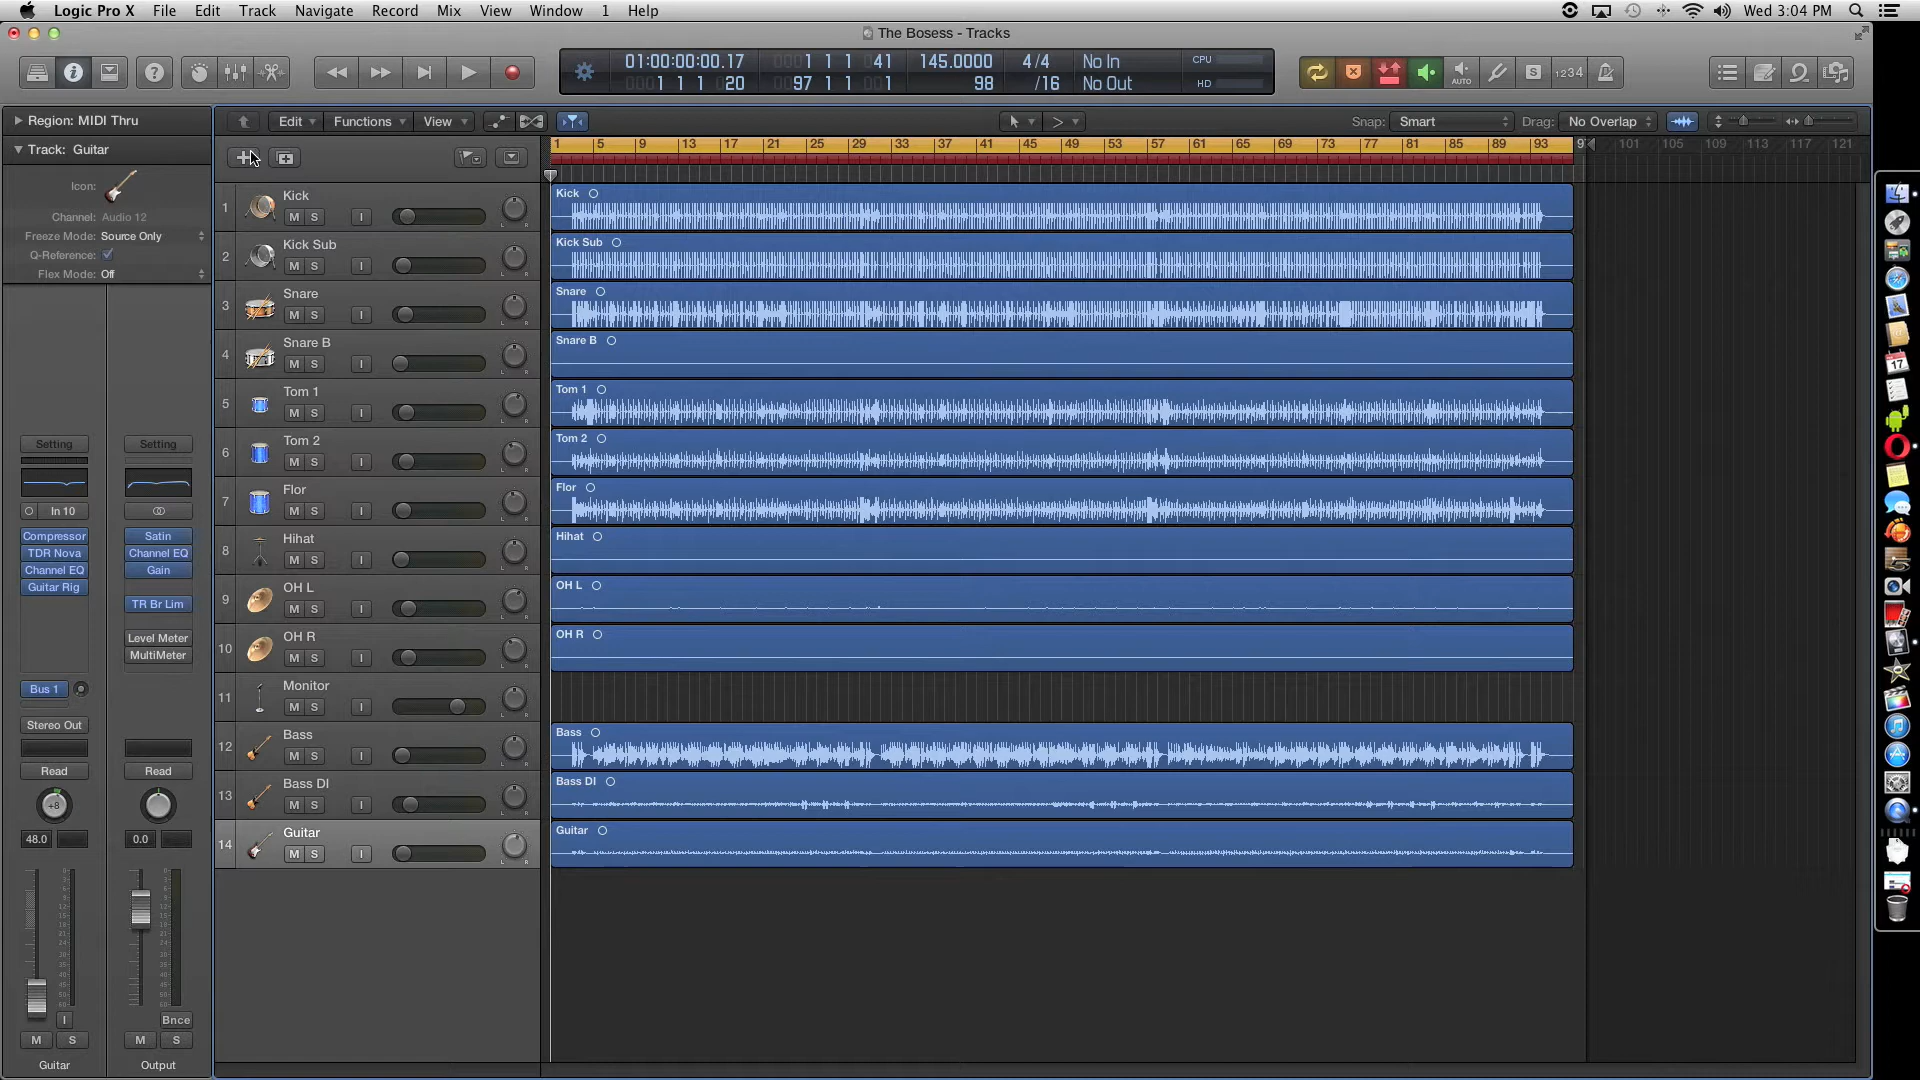 Logic Pro X File Edit Track Navigate Record Mix View Window 1 Help Wed 3:04 PM
The Bosess - Tracks
01:00:00:00.17 1 1 1 41 145.0000 4/4 No In CPU
1 1 1 20 97 1 1 1 98 /16 No Out HD
AUTO S 1234
Region: MIDI Thru
Edit Functions View Snap: Smart Drag: No Overlap
Track: Guitar
1 5 9 13 17 21 25 29 33 37 41 45 49 53 57 61 65 69 73 77 81 85 89 93 101 105 109 113 117 121
Icon:
Channel: Audio 12
Freeze Mode: Source Only
Q-Reference:
Flex Mode: Off
1 Kick M S I L R Kick
2 Kick Sub M S I L R Kick Sub
3 Snare M S I L R Snare
4 Snare B M S I L R Snare B
5 Tom 1 M S I L R Tom 1
6 Tom 2 M S I L R Tom 2
7 Flor M S I L R Flor
8 Hihat M S I L R Hihat
9 OH L M S I L R OH L
10 OH R M S I L R OH R
11 Monitor M S I L R
12 Bass M S I L R Bass
13 Bass DI M S I L R Bass DI
14 Guitar M S I L R Guitar
Setting Setting
In 10
Compressor Satin
TDR Nova Channel EQ
Channel EQ Gain
Guitar Rig
TR Br Lim
Level Meter
MultiMeter
Bus 1
Stereo Out
Read Read
+8
48.0 0.0
I Bnce
M S M S
Guitar Output
17